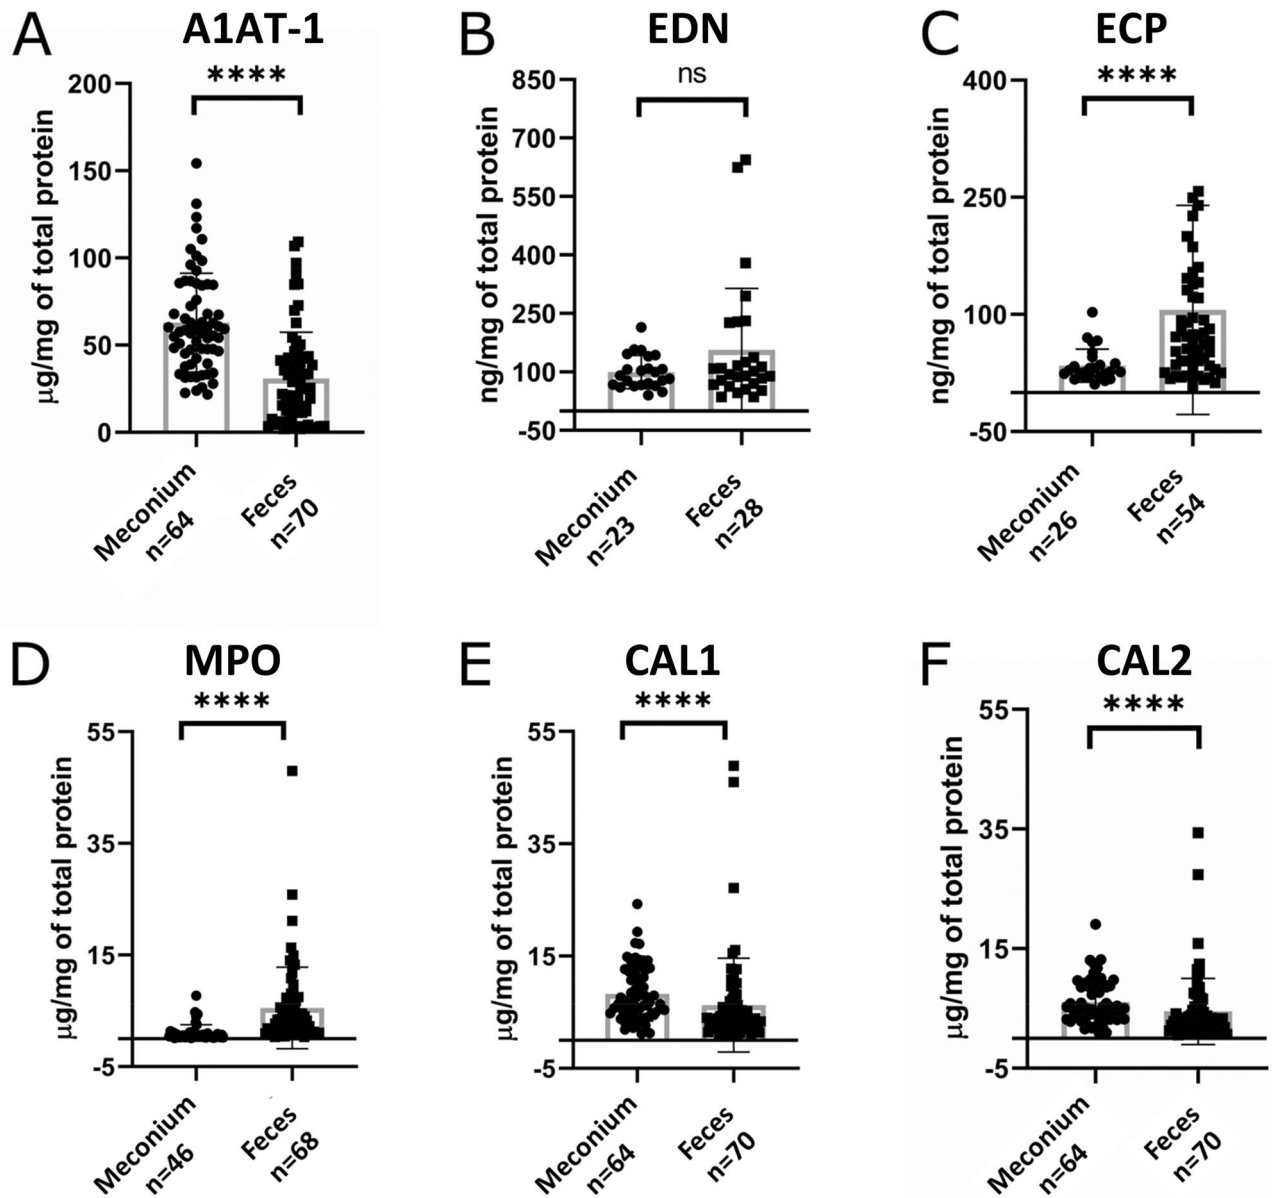 A
A1AT-1
****
μg/mg of total protein
200
150
100
50
0
Meconium
n=64
Feces
n=70
B
EDN
ns
ng/mg of total protein
850
700
550
400
250
100
-50
Meconium
n=23
Feces
n=28
C
ECP
****
ng/mg of total protein
400
250
100
-50
Meconium
n=26
Feces
n=54
D
MPO
****
μg/mg of total protein
55
35
15
-5
Meconium
n=46
Feces
n=68
E
CAL1
****
μg/mg of total protein
55
35
15
-5
Meconium
n=64
Feces
n=70
F
CAL2
****
μg/mg of total protein
55
35
15
-5
Meconium
n=64
Feces
n=70